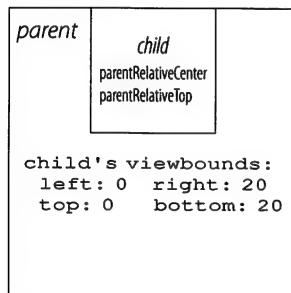 parent
child
parentRelativeCenter
parentRelativeTop
child's viewbounds:
left: 0 right: 20
top: 0 bottom: 20